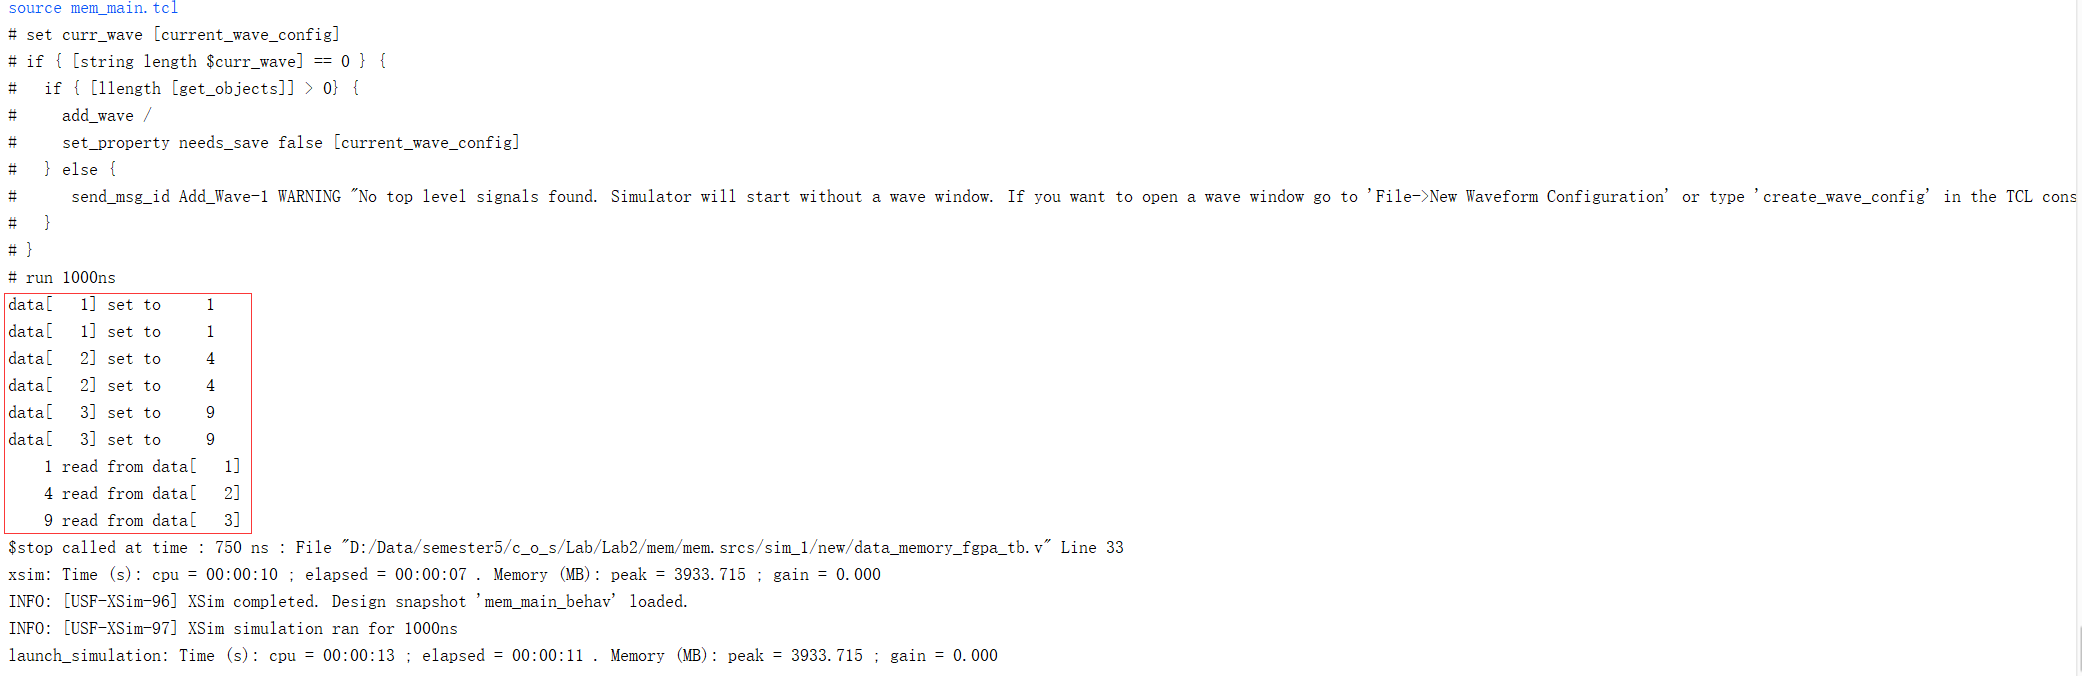 source mem_main.tcl
# set curr_wave [current_wave_config]
# if { [string length $curr_wave] == 0 } {
#   if { [llength [get_objects]] > 0} {
#     add_wave /
#     set_property needs_save false [current_wave_config]
#   } else {
#      send_msg_id Add_Wave-1 WARNING "No top level signals found. Simulator will start without a wave window. If you want to open a wave window go to 'File->New Waveform Configuration' or type 'create_wave_config' in the TCL cons
#   }
# }
# run 1000ns
data[   1] set to     1
data[   1] set to     1
data[   2] set to     4
data[   2] set to     4
data[   3] set to     9
data[   3] set to     9
    1 read from data[   1]
    4 read from data[   2]
    9 read from data[   3]
$stop called at time : 750 ns : File "D:/Data/semester5/c_o_s/Lab/Lab2/mem/mem.srcs/sim_1/new/data_memory_fgpa_tb.v" Line 33
xsim: Time (s): cpu = 00:00:10 ; elapsed = 00:00:07 . Memory (MB): peak = 3933.715 ; gain = 0.000
INFO: [USF-XSim-96] XSim completed. Design snapshot 'mem_main_behav' loaded.
INFO: [USF-XSim-97] XSim simulation ran for 1000ns
launch_simulation: Time (s): cpu = 00:00:13 ; elapsed = 00:00:11 . Memory (MB): peak = 3933.715 ; gain = 0.000